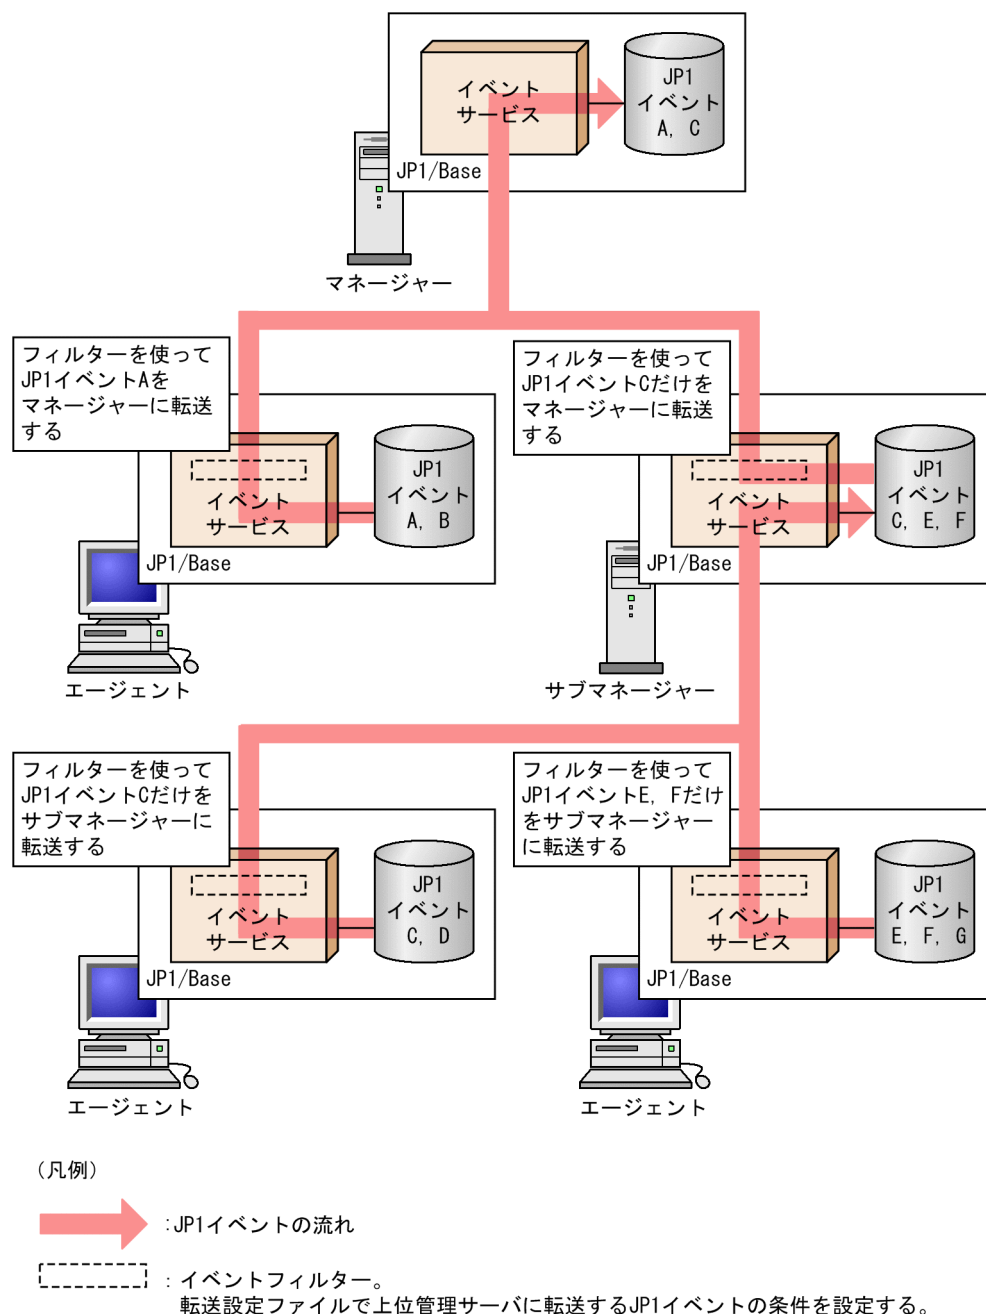 イベント
サービス
JP1
イベント
A, C
JP1/Base
マネージャー
フィルターを使って
JP1イベントAを
マネージャーに転送
する
イベント
サービス
JP1
イベント
A, B
JP1/Base
エージェント
フィルターを使って
JP1イベントCだけを
マネージャーに転送
する
イベント
サービス
JP1
イベント
C, E, F
JP1/Base
サブマネージャー
フィルターを使って
JP1イベントCだけを
サブマネージャーに
転送する
イベント
サービス
JP1
イベント
C, D
JP1/Base
エージェント
フィルターを使って
JP1イベントE, Fだけ
をサブマネージャー
に転送する
イベント
サービス
JP1
イベント
E, F, G
JP1/Base
エージェント
(凡例)
:JP1イベントの流れ
:イベントフィルター。
転送設定ファイルで上位管理サーバに転送するJP1イベントの条件を設定する。